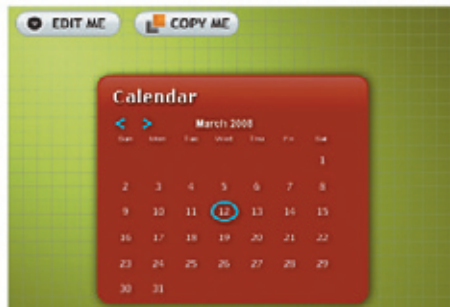 EDIT ME COPY ME
Calendar
< > March 2008
Sun Mon Tue Wed Thu Fri Sat
1
2 3 4 5 6 7 8
9 10 11 12 13 14 15
16 17 18 19 20 21 22
23 24 25 26 27 28 29
30 31